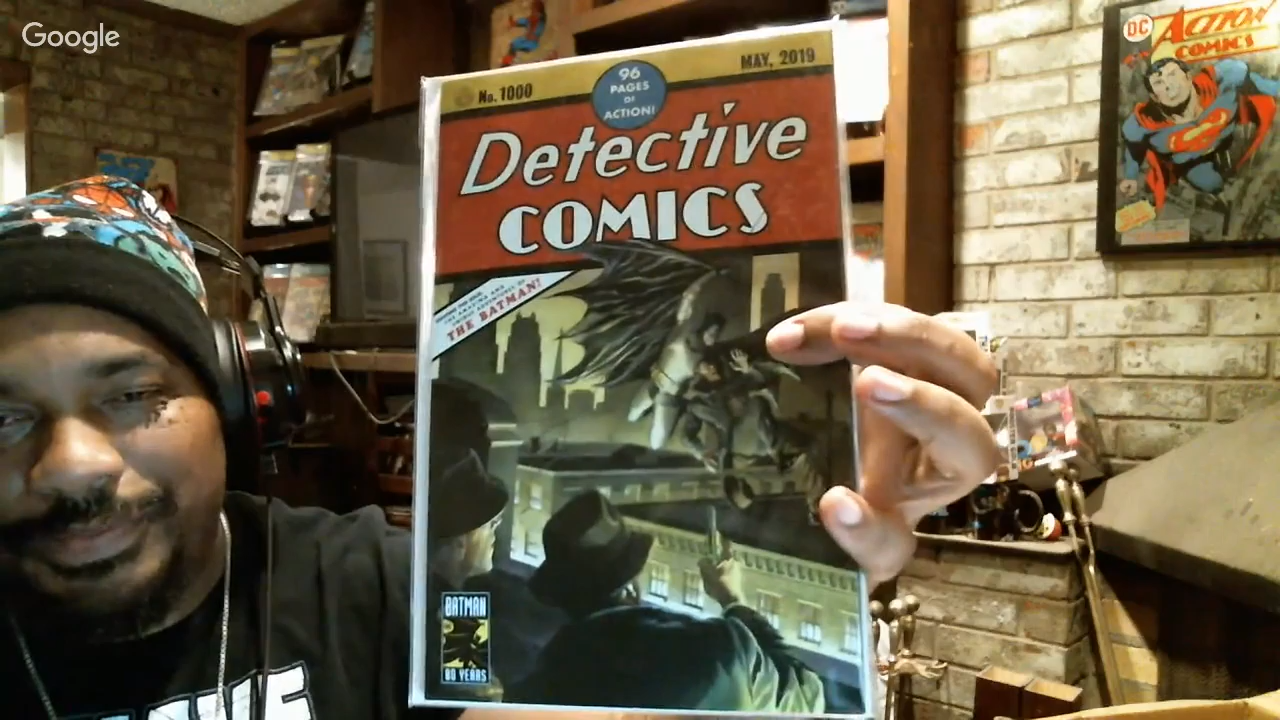 Google
No. 1000
96
PAGES
OF
ACTION!
MAY, 2019
Detective
COMICS
THE BATMAN!
BATMAN
80 YEARS
DC
ACTION
COMICS